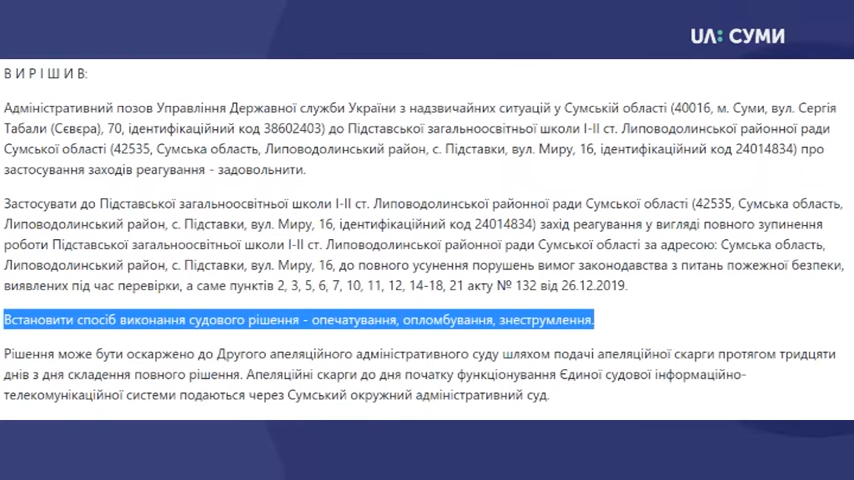 UA: СУМИ
В И Р І Ш И В:
Адміністративний позов Управління Державної служби України з надзвичайних ситуацій у Сумській області (40016, м. Суми, вул. Сергія
Табали (Сєвєра), 70, ідентифікаційний код 38602403) до Підставської загальноосвітньої школи І-ІІ ст. Липоводолинської районної ради
Сумської області (42535, Сумська область, Липоводолинський район, с. Підставки, вул. Миру, 16, ідентифікаційний код 24014834) про
застосування заходів реагування - задовольнити.
Застосувати до Підставської загальноосвітньої школи І-ІІ ст. Липоводолинської районної ради Сумської області (42535, Сумська область,
Липоводолинський район, с. Підставки, вул. Миру, 16, ідентифікаційний код 24014834) захід реагування у вигляді повного зупинення
роботи Підставської загальноосвітньої школи І-ІІ ст. Липоводолинської районної ради Сумської області за адресою: Сумська область,
Липоводолинський район, с. Підставки, вул. Миру, 16, до повного усунення порушень вимог законодавства з питань пожежної безпеки,
виявлених під час перевірки, а саме пунктів 2, 3, 5, 6, 7, 10, 11, 12, 14-18, 21 акту № 132 від 26.12.2019.
Встановити спосіб виконання судового рішення - опечатування, опломбування, знеструмлення.
Рішення може бути оскаржено до Другого апеляційного адміністративного суду шляхом подачі апеляційної скарги протягом тридцяти
днів з дня складення повного рішення. Апеляційні скарги до дня початку функціонування Єдиної судової інформаційно-
телекомунікаційної системи подаються через Сумський окружний адміністративний суд.